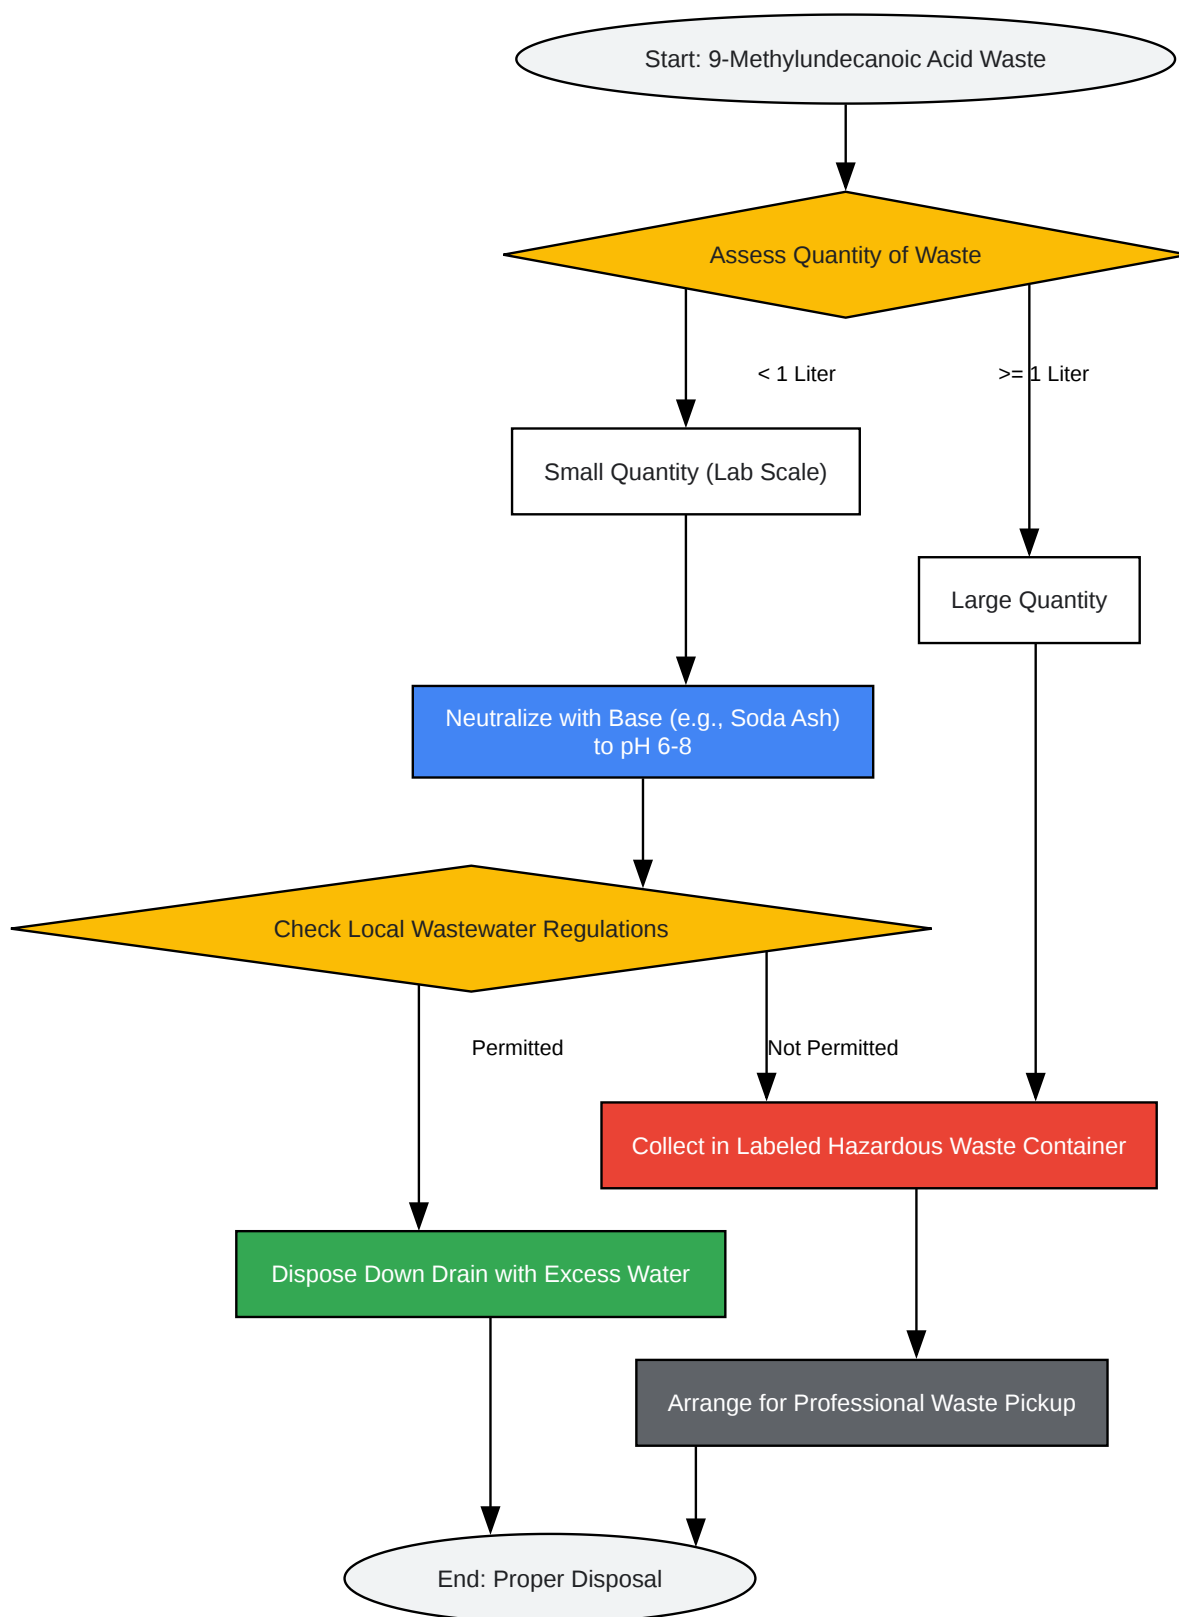 Start: 9-Methylundecanoic Acid Waste
Assess Quantity of Waste
< 1 Liter
>= 1 Liter
Small Quantity (Lab Scale)
Large Quantity
Neutralize with Base (e.g., Soda Ash)
to pH 6-8
Check Local Wastewater Regulations
Permitted
Not Permitted
Collect in Labeled Hazardous Waste Container
Dispose Down Drain with Excess Water
Arrange for Professional Waste Pickup
End: Proper Disposal